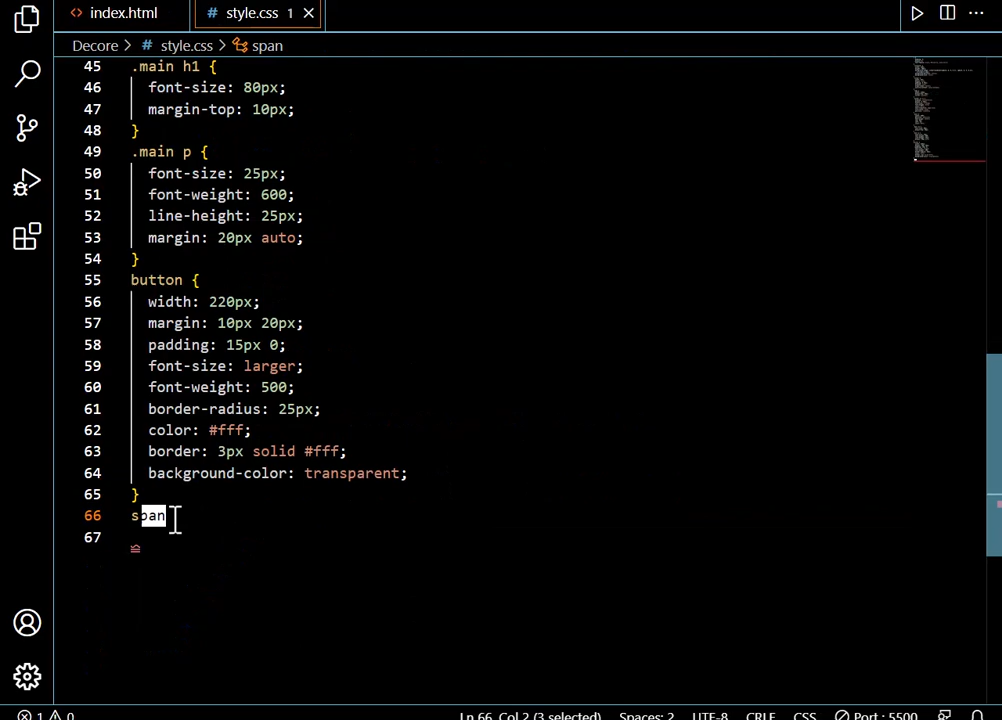 index.html
style.css 1
Decore > # style.css > span
45 .main h1 {
46 font-size: 80px;
47 margin-top: 10px;
48 }
49 .main p {
50 font-size: 25px;
51 font-weight: 600;
52 line-height: 25px;
53 margin: 20px auto;
54 }
55 button {
56 width: 220px;
57 margin: 10px 20px;
58 padding: 15px 0;
59 font-size: larger;
60 font-weight: 500;
61 border-radius: 25px;
62 color: #fff;
63 border: 3px solid #fff;
64 background-color: transparent;
65 }
66 span
67
1 0 Ln 66, Col 2 (3 selected) Spaces: 2 UTF-8 CRLF CSS Port : 5500